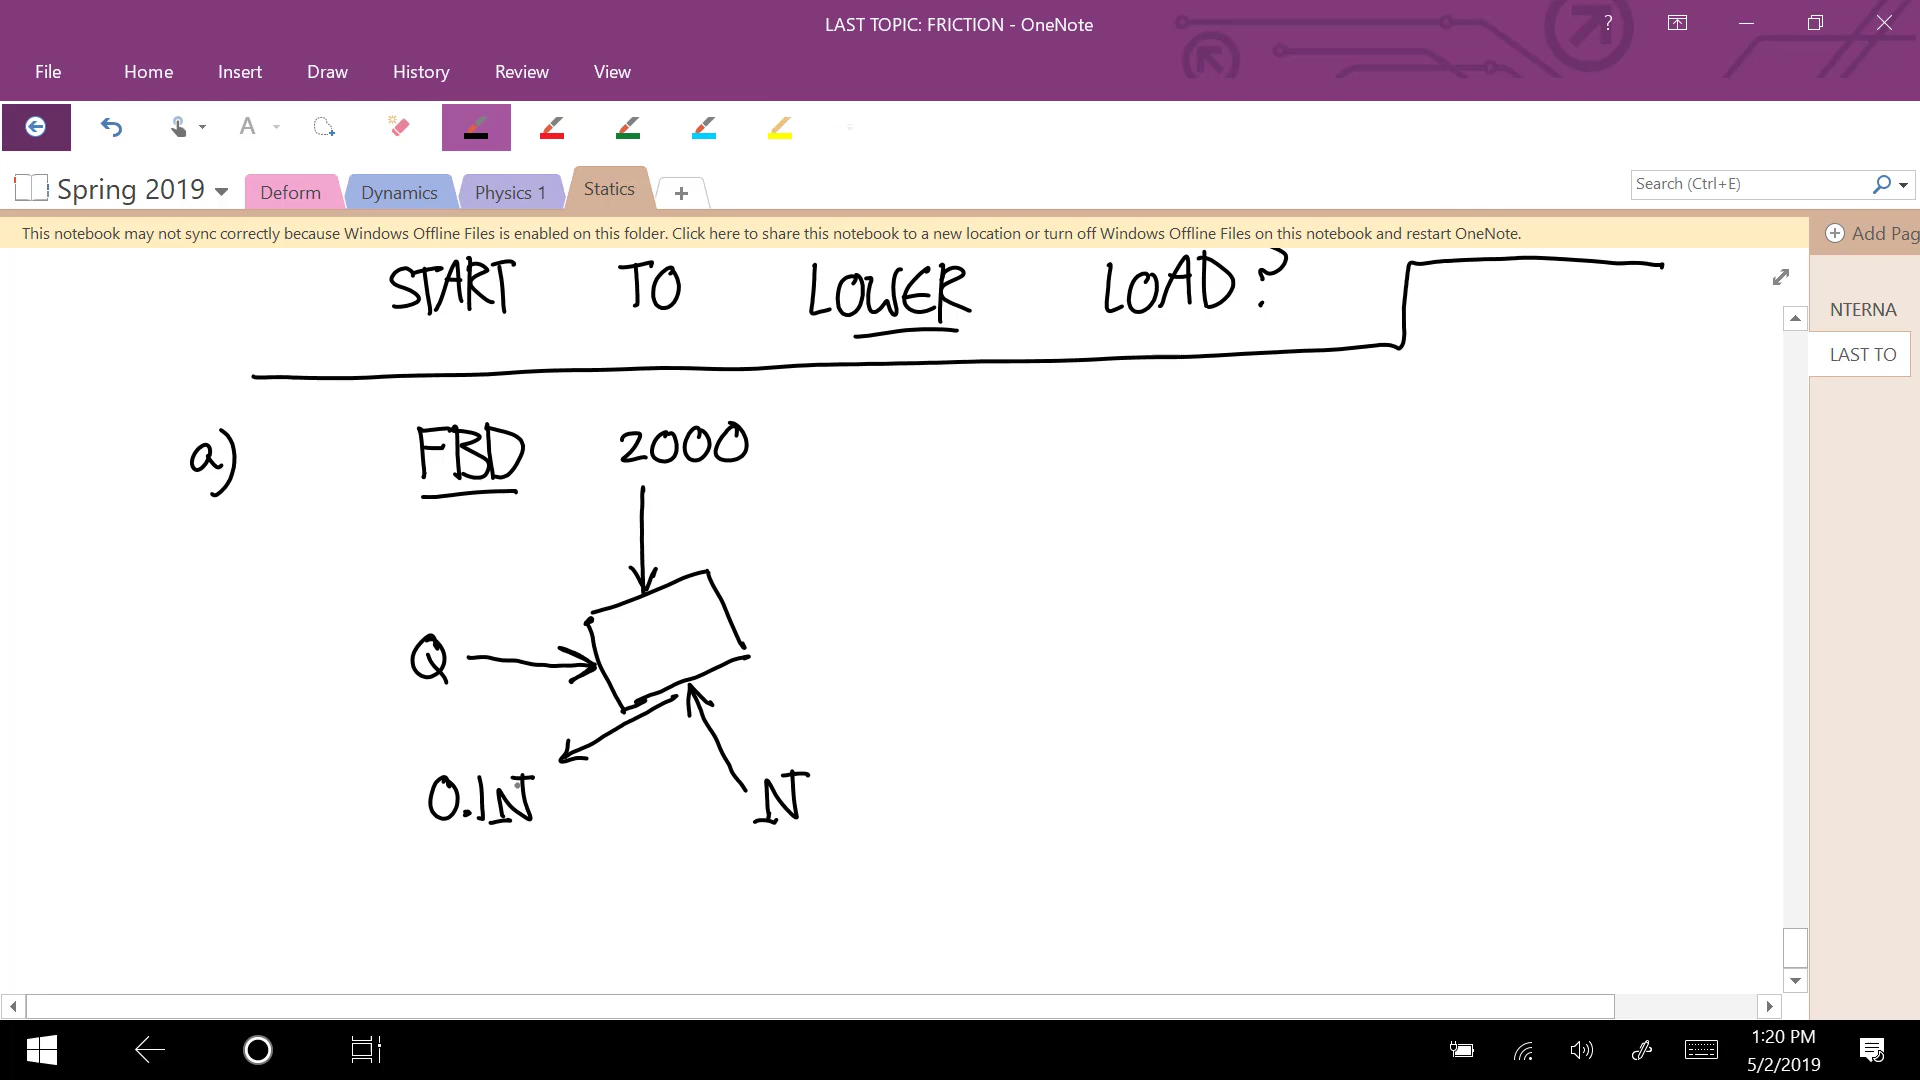 LAST TOPIC: FRICTION - OneNote
?
File Home Insert Draw History Review View
A
Spring 2019 Deform Dynamics Physics 1 Statics +
Search (Ctrl+E)
This notebook may not sync correctly because Windows Offline Files is enabled on this folder. Click here to share this notebook to a new location or turn off Windows Offline Files on this notebook and restart OneNote.
Add Pag
START TO LOWER LOAD?
NTERNA
LAST TO
a) FBD 2000
Q
0.1N N
1:20 PM
5/2/2019